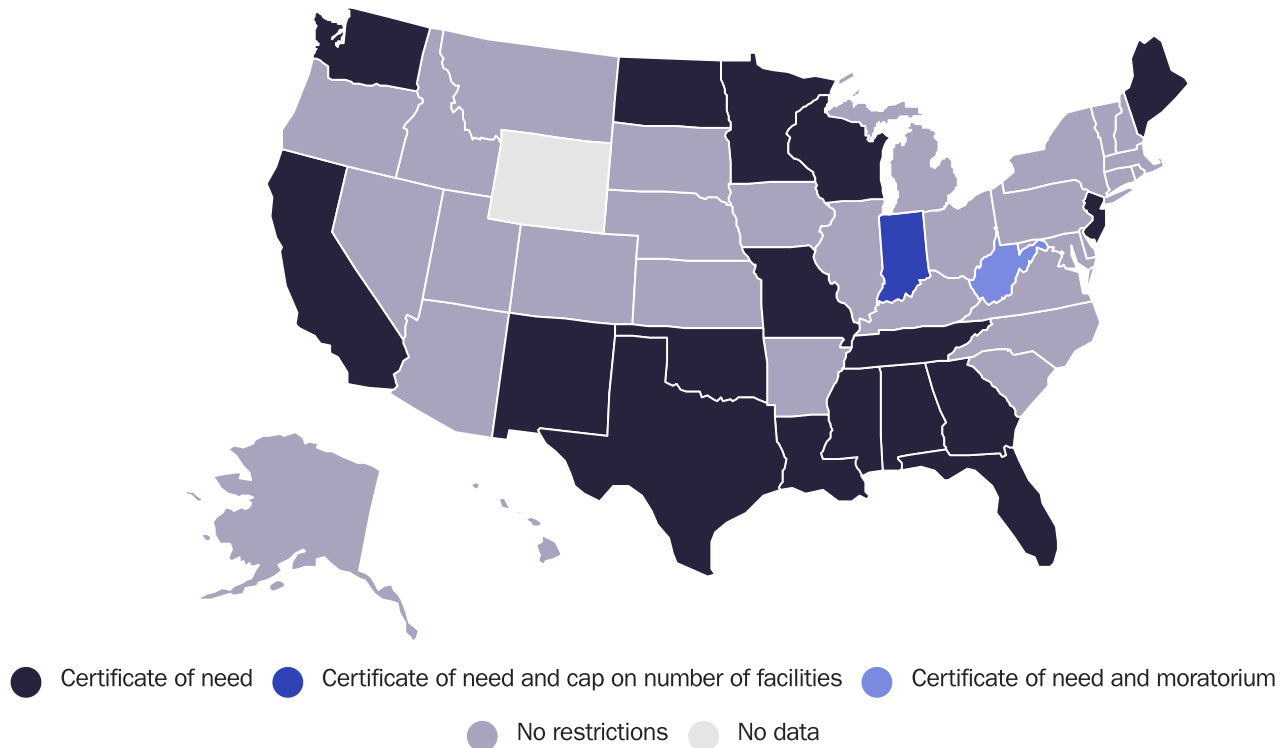 Certificate of need Certificate of need and cap on number of facilities Certificate of need and moratorium
No restrictions No data